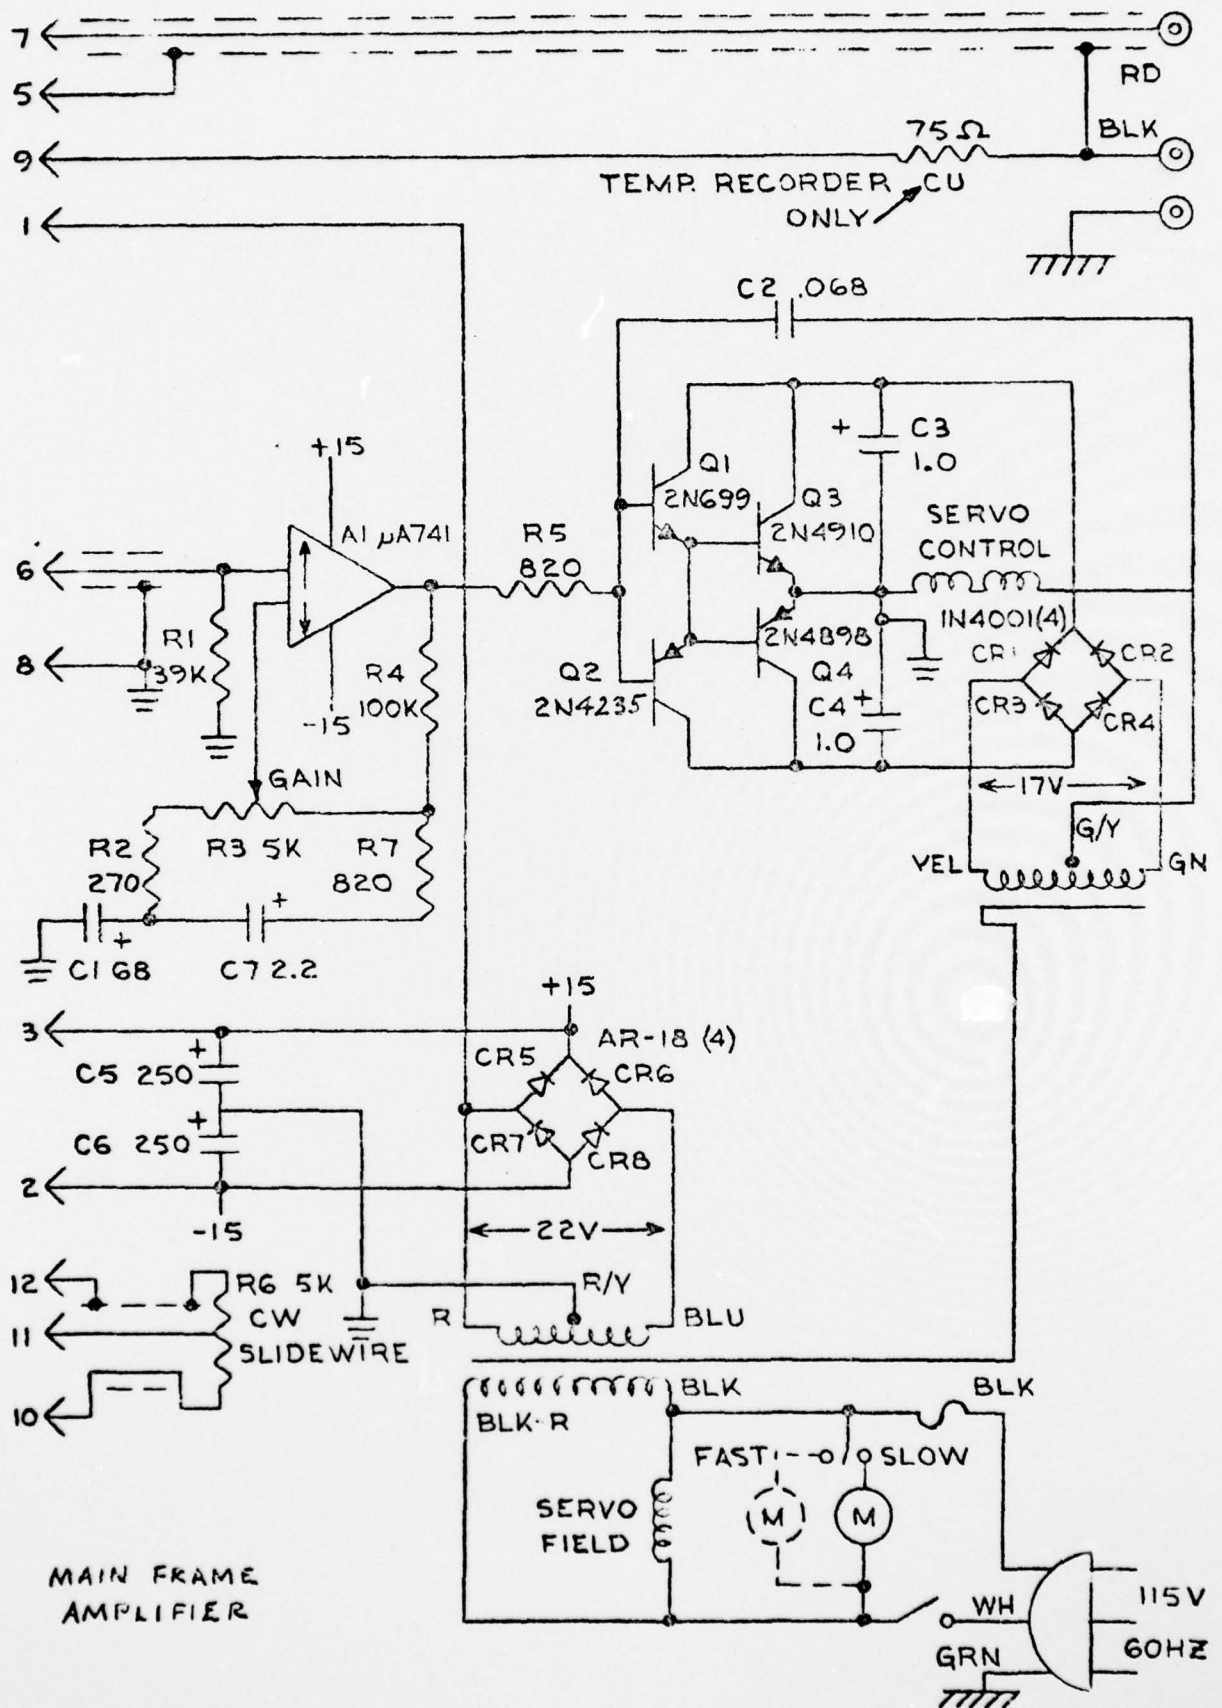 7
RD
5
75Ω
BLK
9
TEMP. RECORDER CU
ONLY
1
C2 .068
+15
+
C3
1.0
Q1
2N699
Q3
2N4910
SERVO
CONTROL
A1 μA741
R5
820
6
1N4001(4)
R1
39K
8
R4
100K
-15
Q2
2N4235
2N4898
Q4
C4 +
1.0
CR1
CR2
CR3
CR4
17V
GAIN
R2
270
R3 5K
R7
820
G/Y
YEL
GN
+
+
C1 68
C7 2.2
+15
3
AR-18 (4)
+
C5 250
CR5
CR6
+
C6 250
CR7
CR8
2
-15
22V
12
R6 5K
CW
R/Y
11
R
BLU
SLIDEWIRE
10
BLK
BLK
BLK-R
FAST
SLOW
SERVO
FIELD
M
M
MAIN FRAME
AMPLIFIER
WH
115V
GRN
60HZ